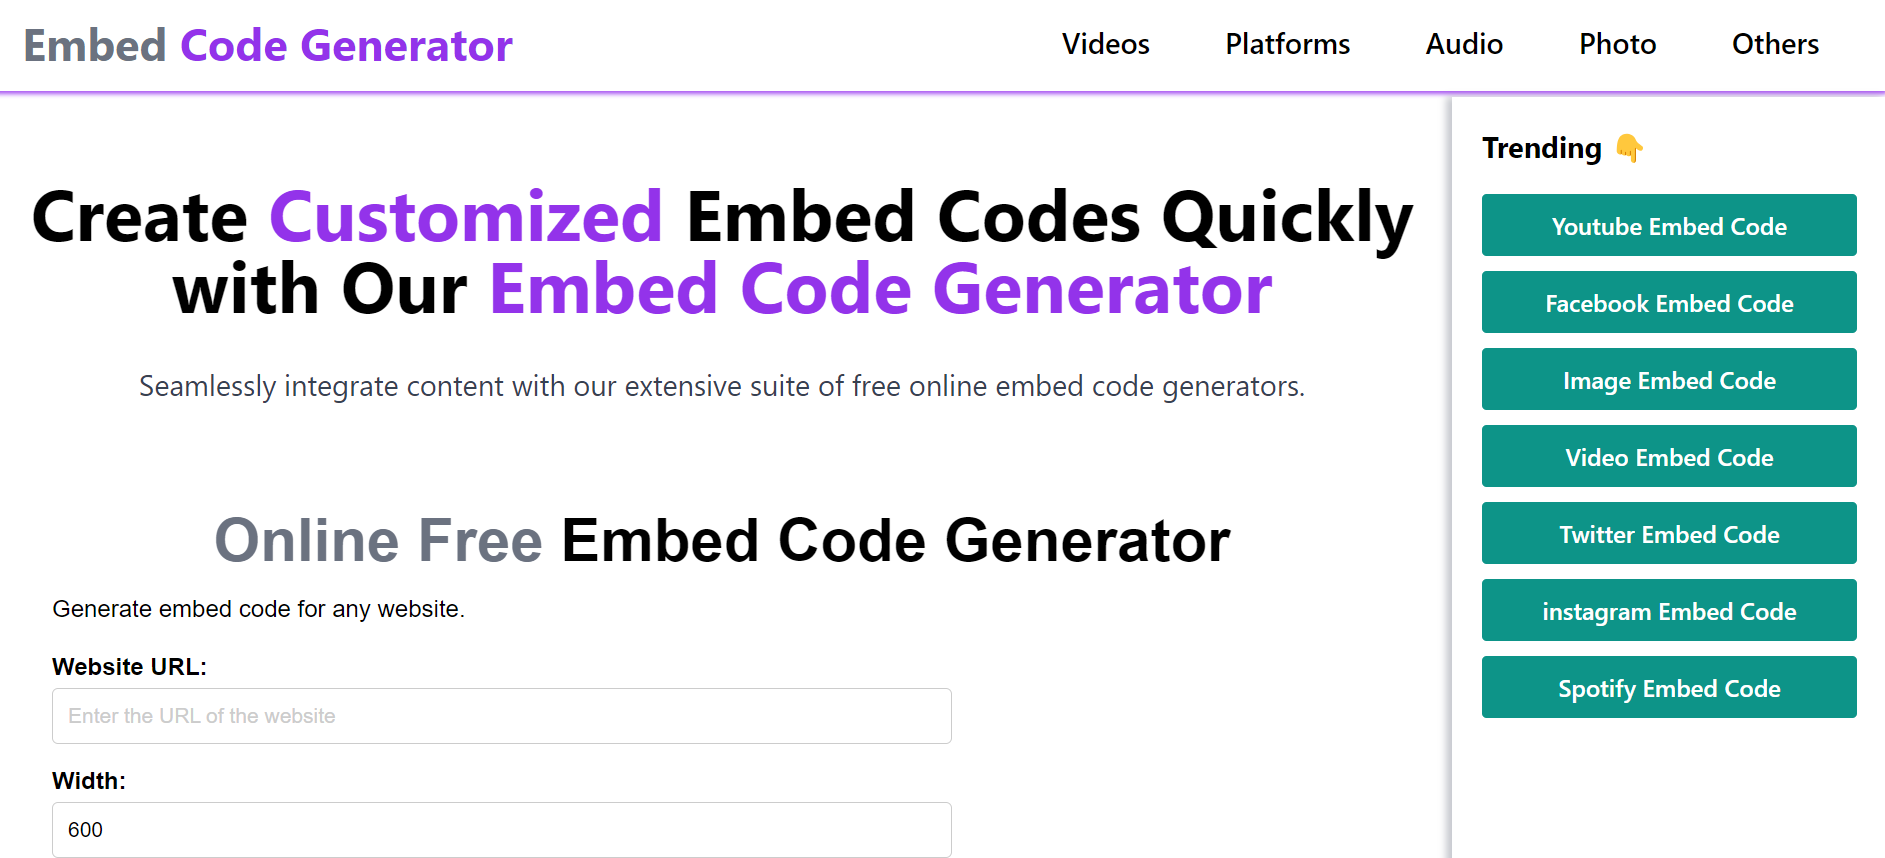 Embed Code Generator
Videos
Platforms
Audio
Photo
Others
Create Customized Embed Codes Quickly
with Our Embed Code Generator
Seamlessly integrate content with our extensive suite of free online embed code generators.
Online Free Embed Code Generator
Generate embed code for any website.
Website URL:
Enter the URL of the website
Width:
600
Trending 👇
Youtube Embed Code
Facebook Embed Code
Image Embed Code
Video Embed Code
Twitter Embed Code
instagram Embed Code
Spotify Embed Code